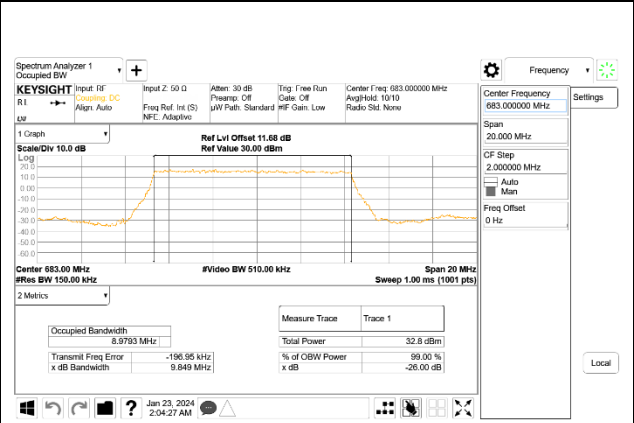 Spectrum Analyzer 1
Occupied BW
Frequency
KEYSIGHT
Input: RF
Input Z: 50 Ω
Atten: 30 dB
Trig: Free Run
Center Freq: 683.000000 MHz
Coupling: DC
Preamp: Off
Gate: Off
Avg|Hold: 10/10
Align: Auto
Freq Ref: Int (S)
µW Path: Standard
#IF Gain: Low
Radio Std: None
NFE: Adaptive
Center Frequency
683.000000 MHz
Settings
Span
20.000 MHz
CF Step
2.000000 MHz
Auto
Man
Freq Offset
0 Hz
Local
1 Graph
Scale/Div 10.0 dB
Ref Lvl Offset 11.68 dB
Ref Value 30.00 dBm
Log
20.0
10.0
0.00
-10.0
-20.0
-30.0
-40.0
-50.0
-60.0
Center 683.00 MHz
#Video BW 510.00 kHz
Span 20 MHz
#Res BW 150.00 kHz
Sweep 1.00 ms (1001 pts)
2 Metrics
Measure Trace
Trace 1
Occupied Bandwidth
8.9793 MHz
Total Power
32.8 dBm
Transmit Freq Error
-196.95 kHz
% of OBW Power
99.00 %
x dB Bandwidth
9.849 MHz
x dB
-26.00 dB
Jan 23, 2024
2:04:27 AM